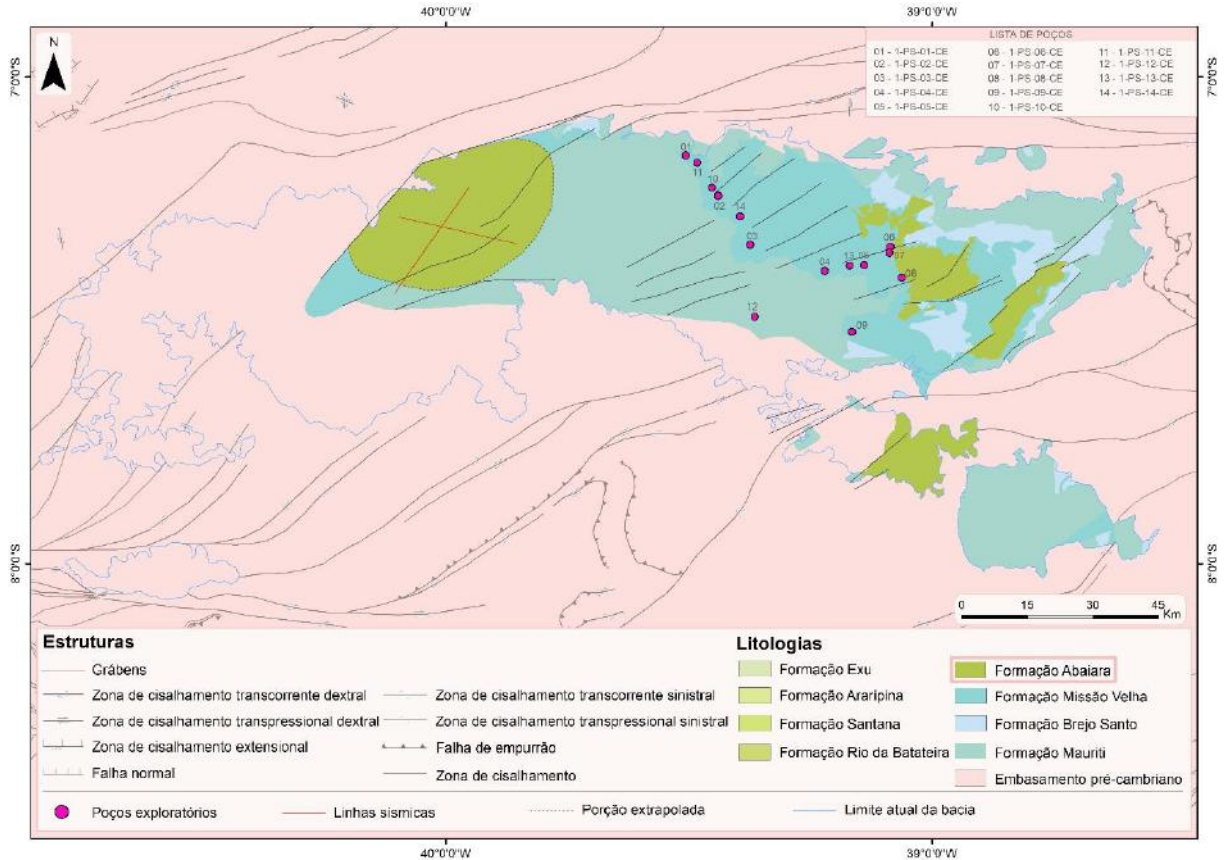 40°0'0"W 39°0'0"W
N
7°0'0"S 7°0'0"S
LISTA DE POÇOS
01 - 1-PS-01-CE 06 - 1-PS-06-CE 11 - 1-PS-11-CE
02 - 1-PS-02-CE 07 - 1-PS-07-CE 12 - 1-PS-12-CE
03 - 1-PS-03-CE 08 - 1-PS-08-CE 13 - 1-PS-13-CE
04 - 1-PS-04-CE 09 - 1-PS-09-CE 14 - 1-PS-14-CE
05 - 1-PS-05-CE 10 - 1-PS-10-CE
01
11
10
02
14
03
06
07
04 13 05
08
12
09
8°0'0"S 8°0'0"S
0 15 30 45
Km
Estruturas
Grábens
Zona de cisalhamento transcorrente dextral
Zona de cisalhamento transpressional dextral
Zona de cisalhamento extensional
Falha normal
Zona de cisalhamento transcorrente sinistral
Zona de cisalhamento transpressional sinistral
Falha de empurrão
Zona de cisalhamento
Litologias
Formação Exu
Formação Araripina
Formação Santana
Formação Rio da Batateira
Formação Abaiara
Formação Missão Velha
Formação Brejo Santo
Formação Mauriti
Embasamento pré-cambriano
Poços exploratórios Linhas sísmicas Porção extrapolada Limite atual da bacia
40°0'0"W 39°0'0"W